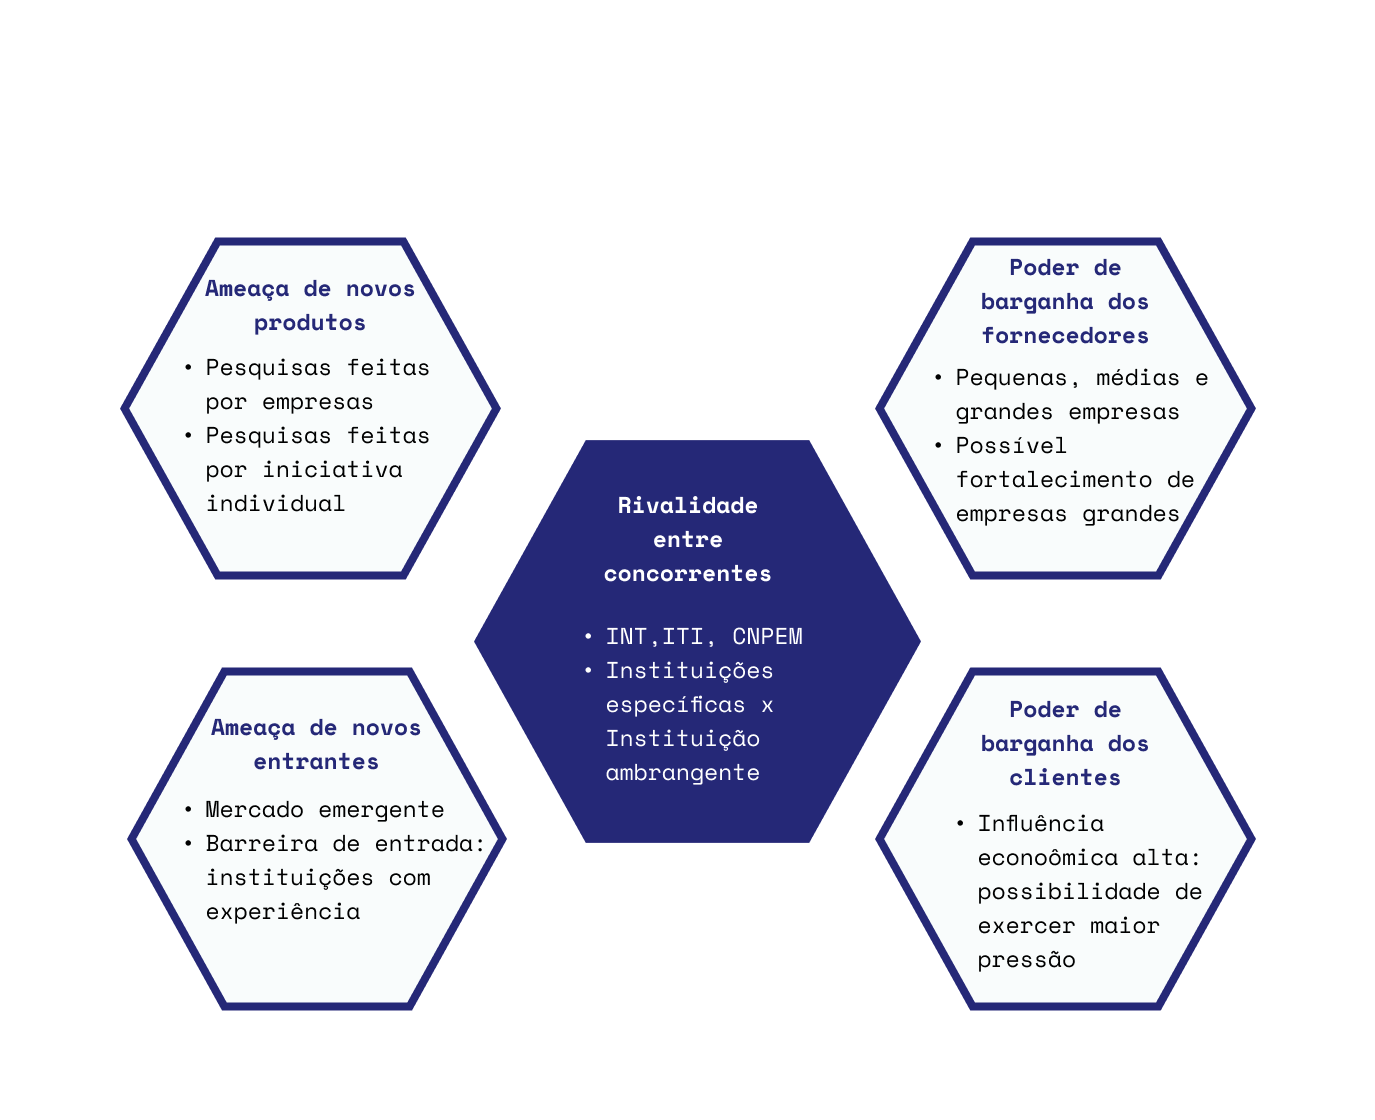 Ameaça de novos
produtos
• Pesquisas feitas
por empresas
• Pesquisas feitas
por iniciativa
individual
Poder de
barganha dos
fornecedores
• Pequenas, médias e
grandes empresas
• Possível
fortalecimento de
empresas grandes
Rivalidade
entre
concorrentes
• INT,ITI, CNPEM
• Instituições
específicas x
Instituição
ambrangente
Ameaça de novos
entrantes
• Mercado emergente
• Barreira de entrada:
instituições com
experiência
Poder de
barganha dos
clientes
• Influência
econoômica alta:
possibilidade de
exercer maior
pressão